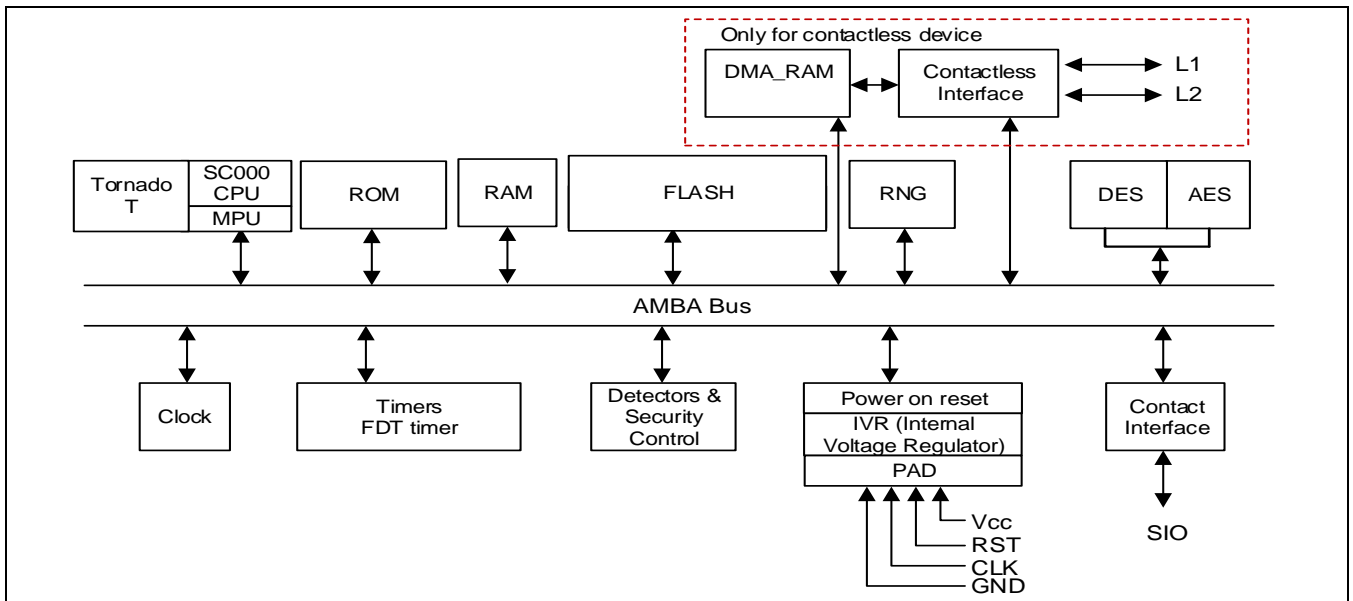 Only for contactless device
DMA_RAM
Contactless
Interface
L1
L2
Tornado
T
SC000
CPU
MPU
ROM
RAM
FLASH
RNG
DES
AES
AMBA Bus
Clock
Timers
FDT timer
Detectors &
Security
Control
Power on reset
IVR (Internal
Voltage Regulator)
PAD
Contact
Interface
Vcc
RST
CLK
GND
SIO